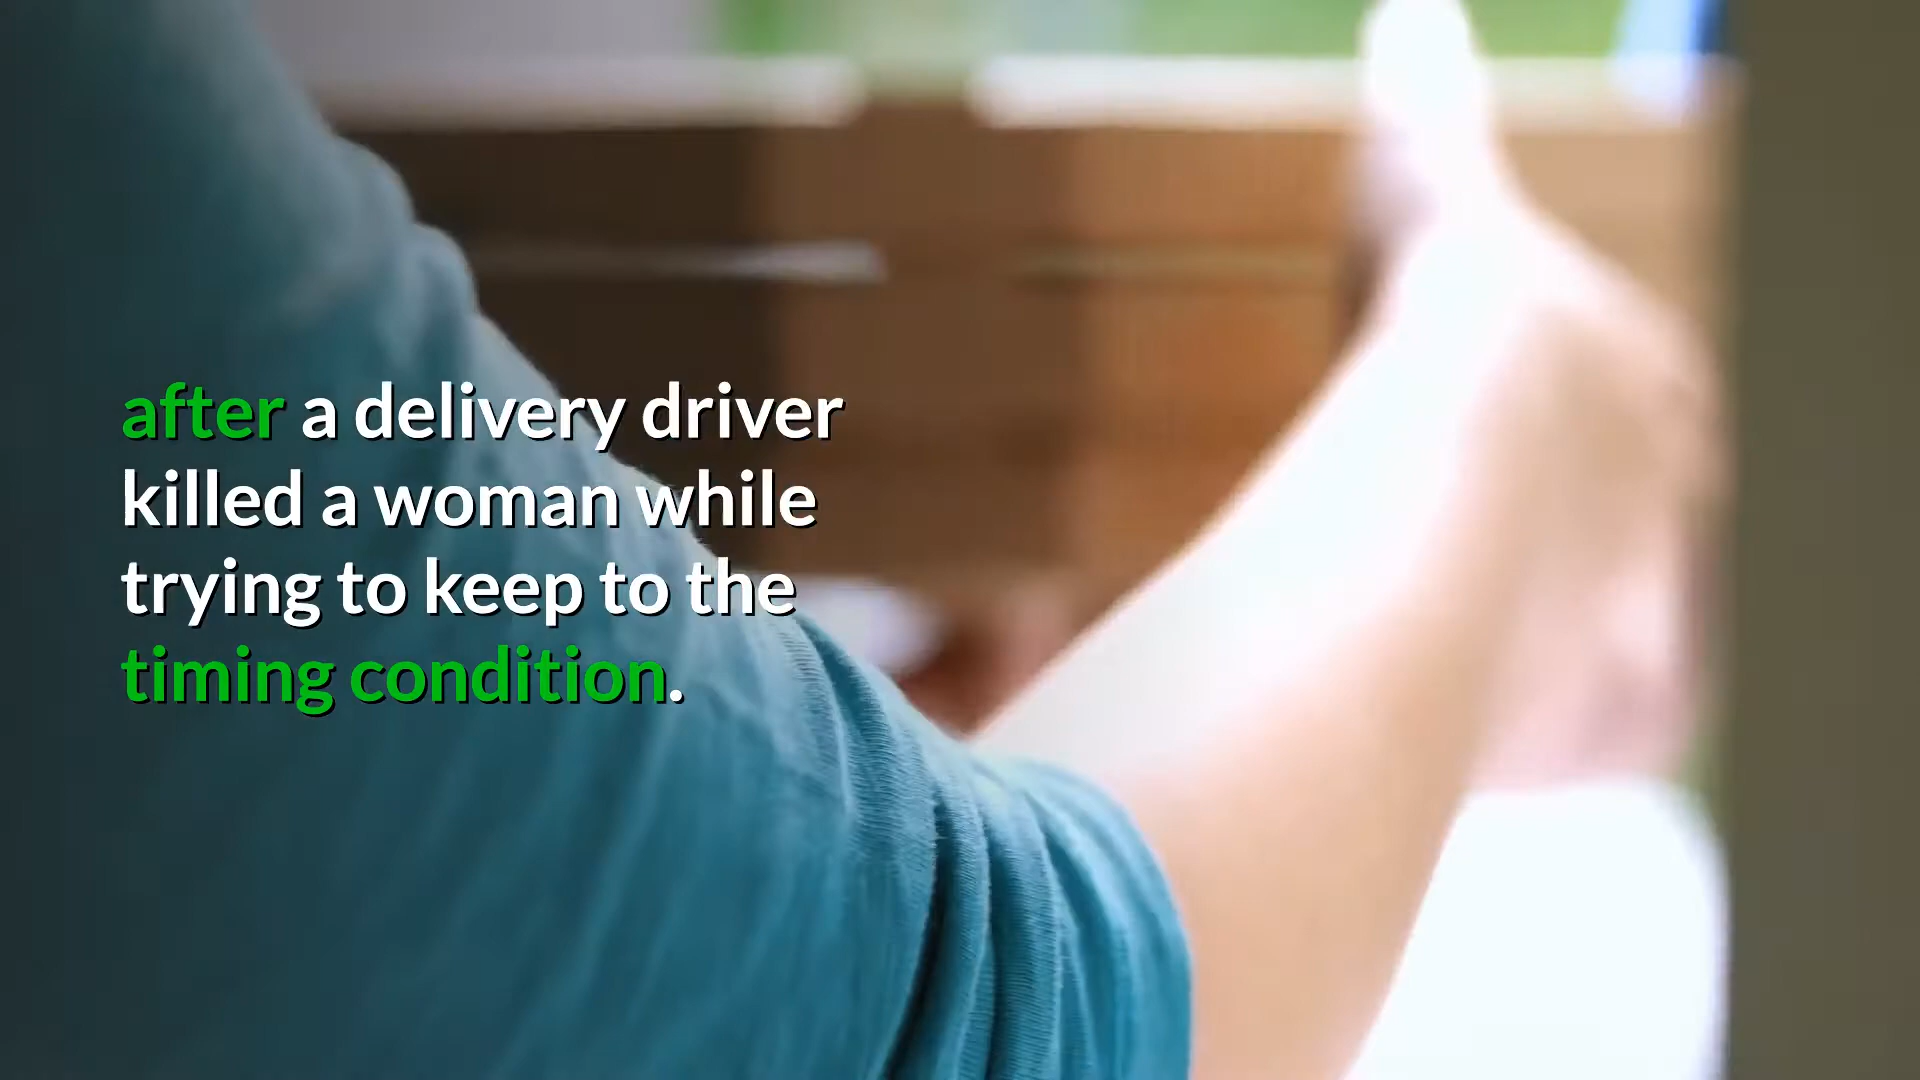 after a delivery driver
killed a woman while
trying to keep to the
timing condition.